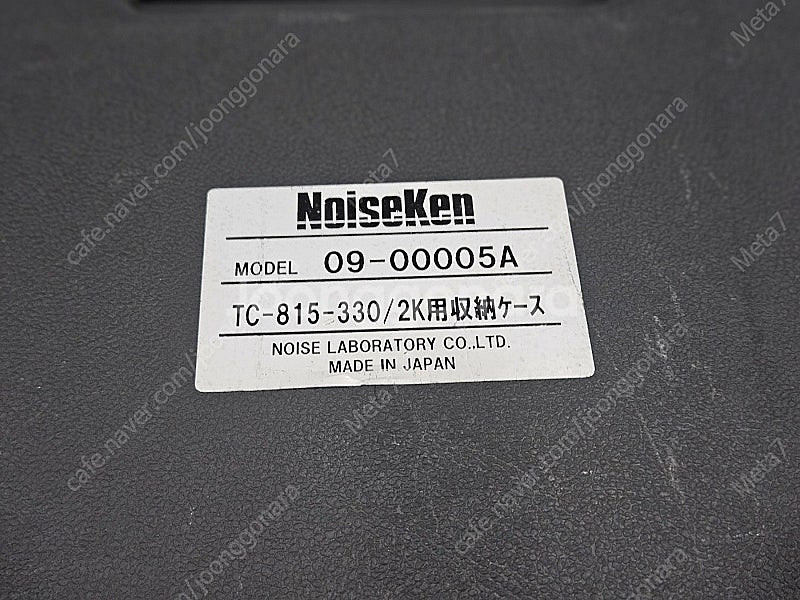 NoiseKen
MODEL 09-00005A
TC-815-330/2K用収納ケース
NOISE LABORATORY CO.,LTD.
MADE IN JAPAN
cafe.naver.com/joonggonara
Meta7